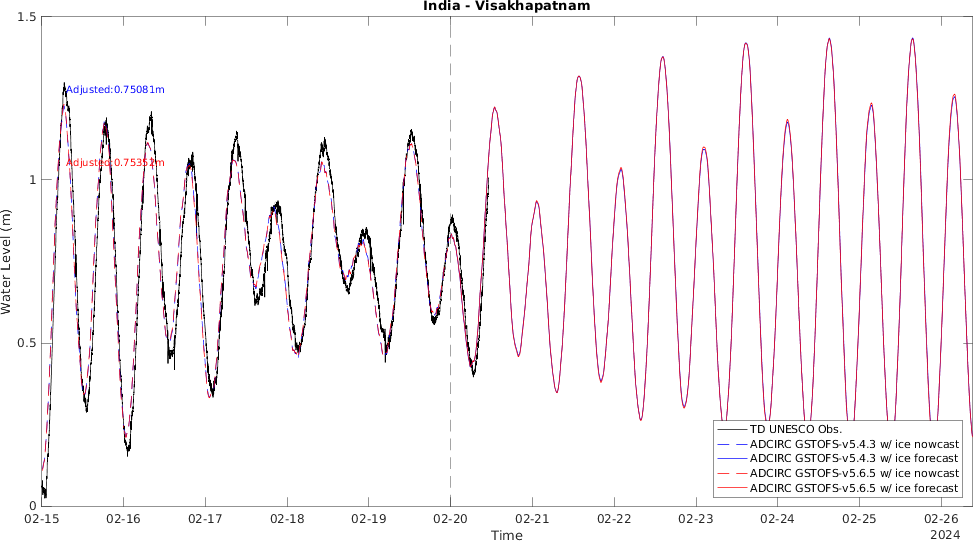 India - Visakhapatnam
1.5
1
0.5
0
Water Level (m)
Adjusted:0.75081m
Adjusted:0.75352m
TD UNESCO Obs.
ADCIRC GSTOFS-v5.4.3 w/ ice nowcast
ADCIRC GSTOFS-v5.4.3 w/ ice forecast
ADCIRC GSTOFS-v5.6.5 w/ ice nowcast
ADCIRC GSTOFS-v5.6.5 w/ ice forecast
02-15 02-16 02-17 02-18 02-19 02-20 02-21 02-22 02-23 02-24 02-25 02-26
Time
2024